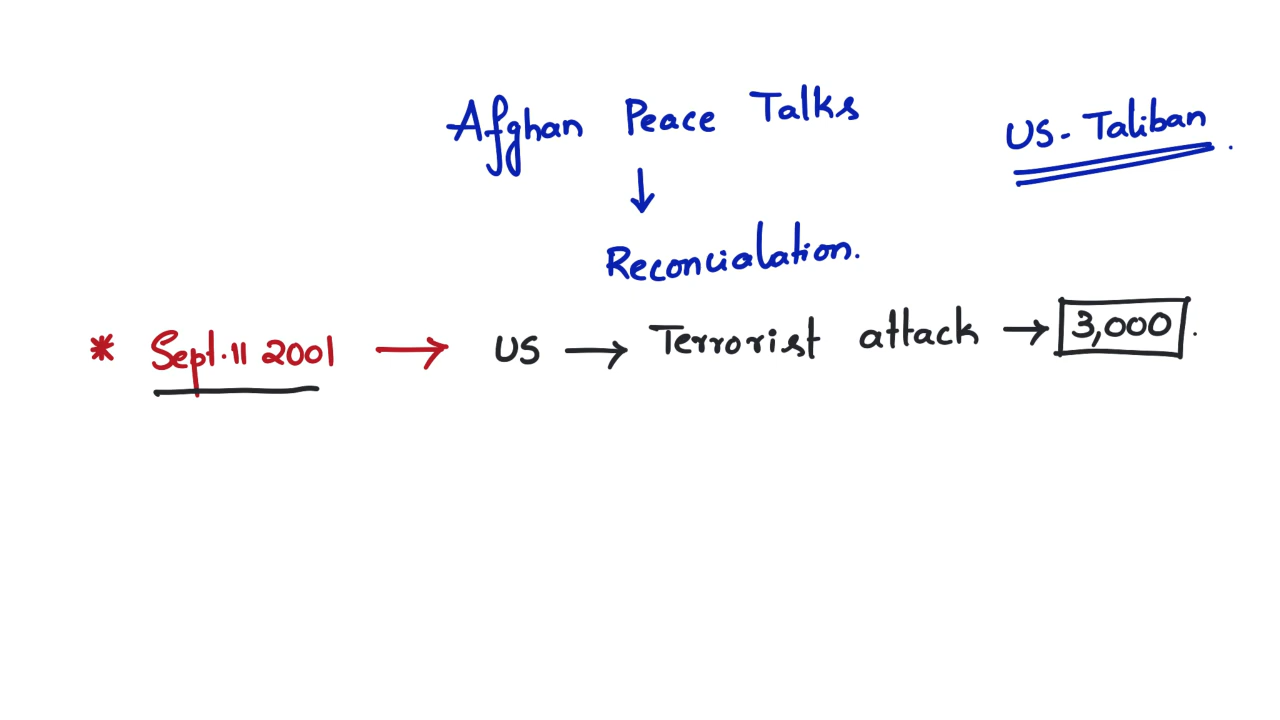 Afghan Peace Talks
US - Taliban.
↓
Reconcialation.
* Sept. 11 2001 → US → Terrorist attack → 3,000.